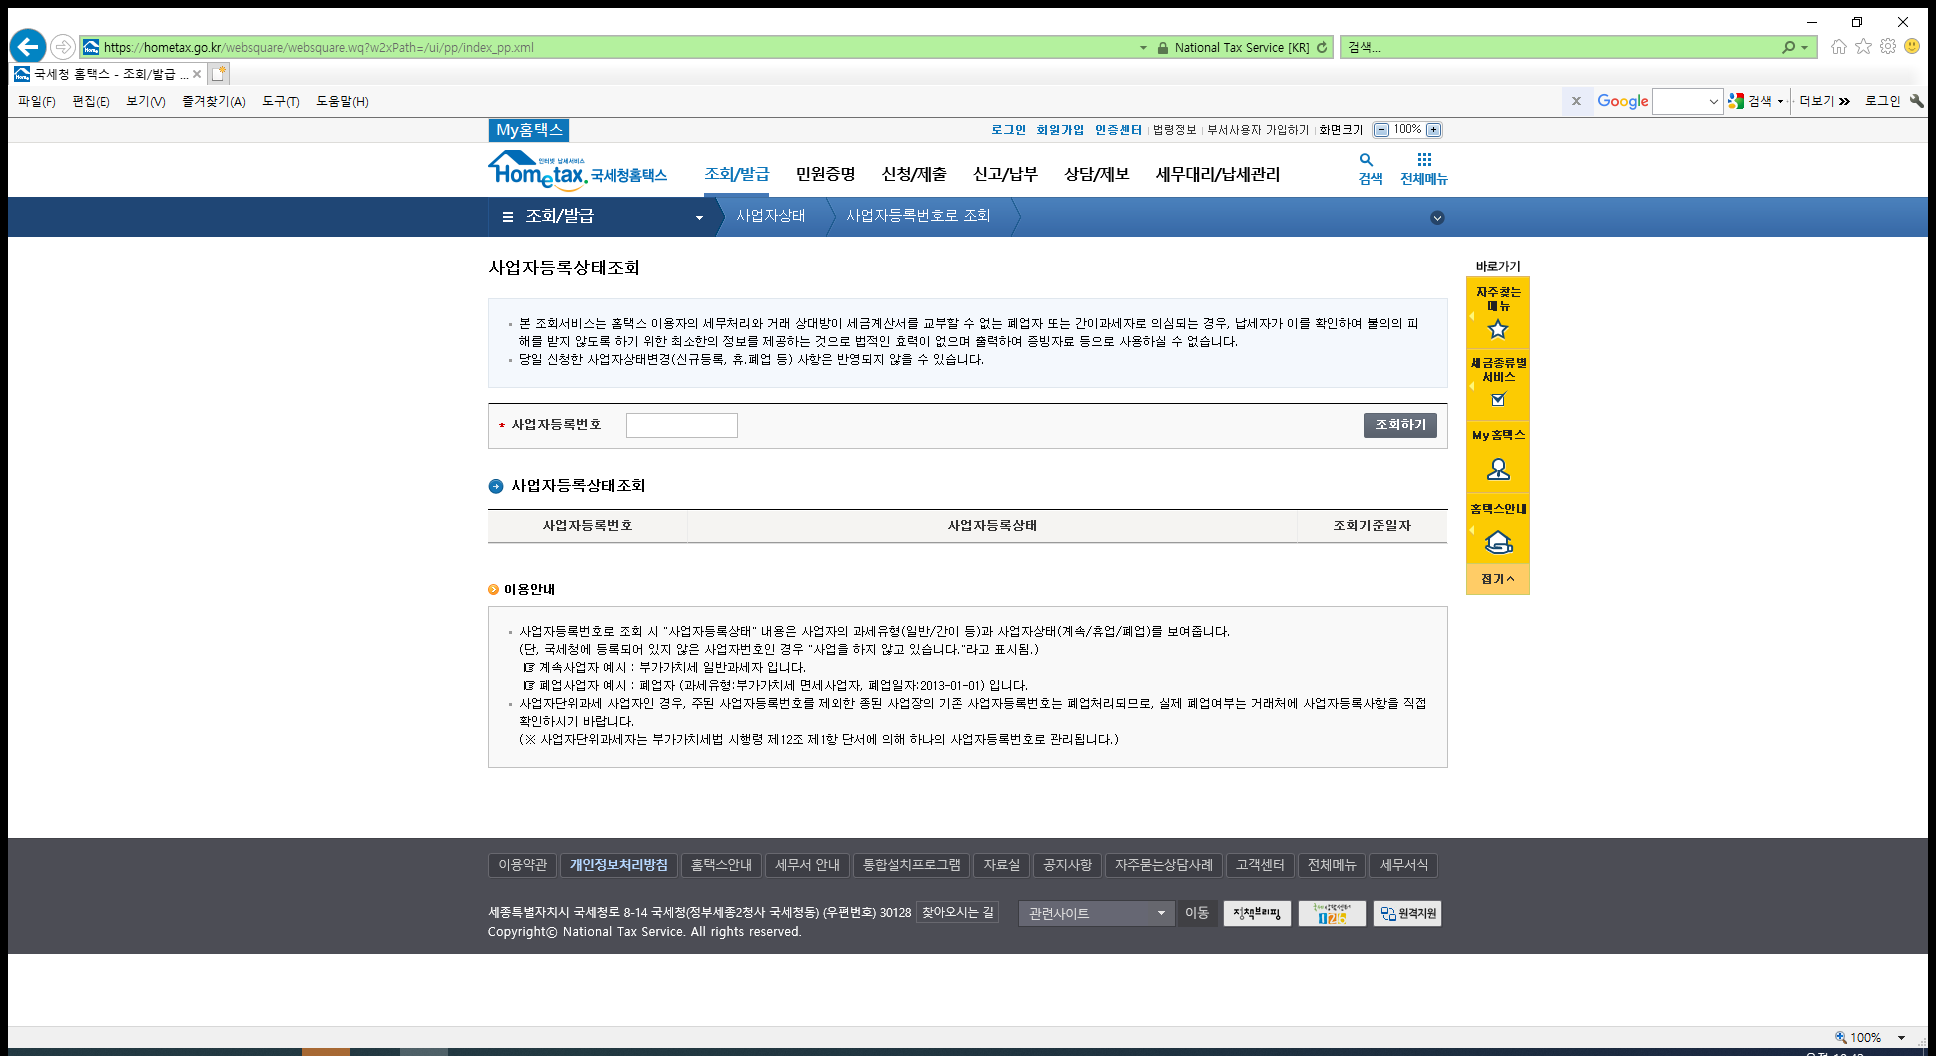 https://hometax.go.kr/websquare/websquare.wq?w2xPath=/ui/pp/index_pp.xml
National Tax Service [KR]
검색...
국세청 홈택스 - 조회/발급 ...
파일(F) 편집(E) 보기(V) 즐겨찾기(A) 도구(T) 도움말(H)
x Google 검색 더보기 로그인
My홈택스
로그인 회원가입 인증센터 법령정보 부서사용자 가입하기 화면크기 100%
인터넷 납세서비스
Hometax. 국세청홈택스
조회/발급 민원증명 신청/제출 신고/납부 상담/제보 세무대리/납세관리
검색 전체메뉴
조회/발급 사업자상태 사업자등록번호로 조회
사업자등록상태조회
본 조회서비스는 홈택스 이용자의 세무처리와 거래 상대방이 세금계산서를 교부할 수 없는 폐업자 또는 간이과세자로 의심되는 경우, 납세자가 이를 확인하여 불의의 피
해를 받지 않도록 하기 위한 최소한의 정보를 제공하는 것으로 법적인 효력이 없으며 출력하여 증빙자료 등으로 사용하실 수 없습니다.
당일 신청한 사업자상태변경(신규등록, 휴.폐업 등) 사항은 반영되지 않을 수 있습니다.
* 사업자등록번호
조회하기
사업자등록상태조회
사업자등록번호 사업자등록상태 조회기준일자
이용안내
사업자등록번호로 조회 시 "사업자등록상태" 내용은 사업자의 과세유형(일반/간이 등)과 사업자상태(계속/휴업/폐업)를 보여줍니다.
(단, 국세청에 등록되어 있지 않은 사업자번호인 경우 "사업을 하지 않고 있습니다."라고 표시됨.)
☞ 계속사업자 예시 : 부가가치세 일반과세자 입니다.
☞ 폐업사업자 예시 : 폐업자 (과세유형:부가가치세 면세사업자, 폐업일자:2013-01-01) 입니다.
사업자단위과세 사업자인 경우, 주된 사업자등록번호를 제외한 종된 사업장의 기존 사업자등록번호는 폐업처리되므로, 실제 폐업여부는 거래처에 사업자등록사항을 직접
확인하시기 바랍니다.
(※ 사업자단위과세자는 부가가치세법 시행령 제12조 제1항 단서에 의해 하나의 사업자등록번호로 관리됩니다.)
바로가기
자주찾는
메뉴
세금종류별
서비스
My 홈택스
홈택스안내
접기
이용약관 개인정보처리방침 홈택스안내 세무서 안내 통합설치프로그램 자료실 공지사항 자주묻는상담사례 고객센터 전체메뉴 세무서식
세종특별자치시 국세청로 8-14 국세청(정부세종2청사 국세청동) (우편번호) 30128 찾아오시는 길
관련사이트 이동 정책브리핑 126 원격지원
Copyright© National Tax Service. All rights reserved.
100%